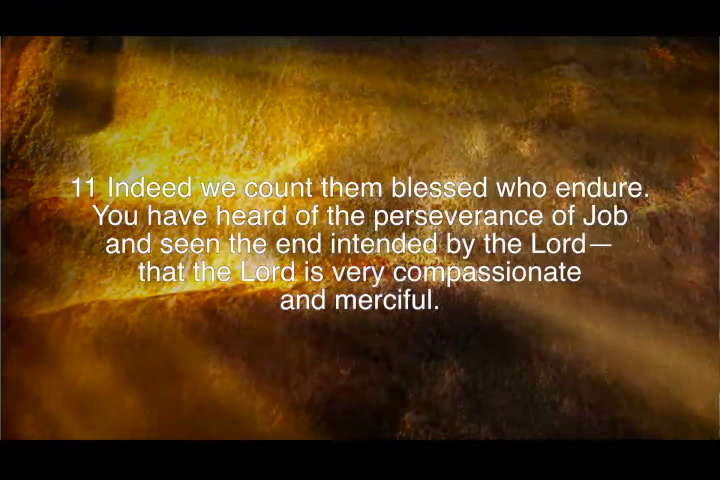 11 Indeed we count them blessed who endure.
You have heard of the perseverance of Job
and seen the end intended by the Lord—
that the Lord is very compassionate
and merciful.